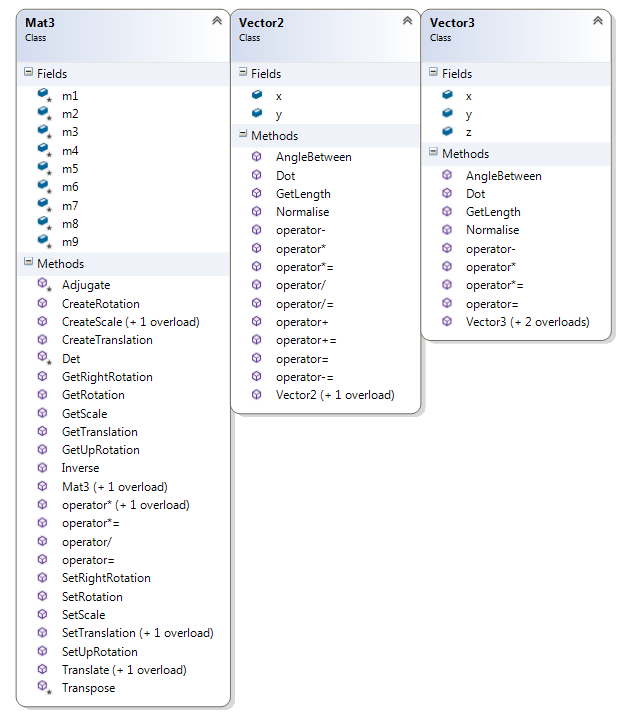 Mat3
Class
Fields
m1
m2
m3
m4
m5
m6
m7
m8
m9
Methods
Adjugate
CreateRotation
CreateScale (+ 1 overload)
CreateTranslation
Det
GetRightRotation
GetRotation
GetScale
GetTranslation
GetUpRotation
Inverse
Mat3 (+ 1 overload)
operator* (+ 1 overload)
operator*=
operator/
operator=
SetRightRotation
SetRotation
SetScale
SetTranslation (+ 1 overload)
SetUpRotation
Translate (+ 1 overload)
Transpose
Vector2
Class
Fields
x
y
Methods
AngleBetween
Dot
GetLength
Normalise
operator-
operator*
operator*=
operator/
operator/=
operator+
operator+=
operator=
operator-=
Vector2 (+ 1 overload)
Vector3
Class
Fields
x
y
z
Methods
AngleBetween
Dot
GetLength
Normalise
operator-
operator*
operator*=
operator=
Vector3 (+ 2 overloads)